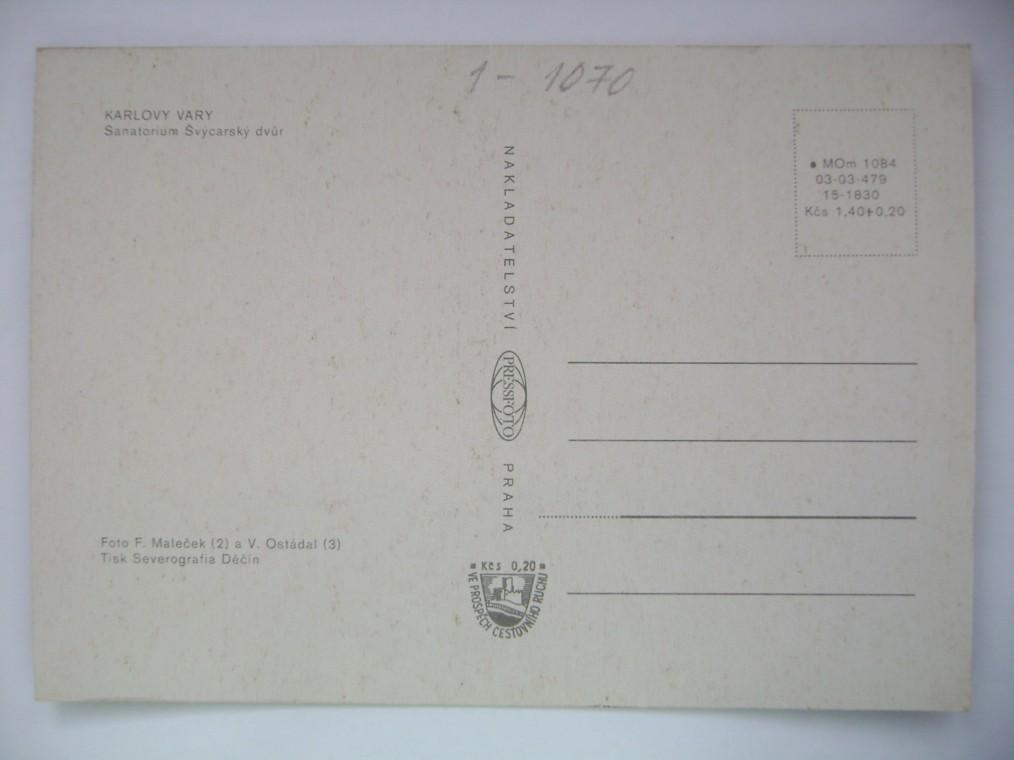 1 - 1070
KARLOVY VARY
Sanatorium Švýcarský dvůr
● MOm 1084
03-03-479
15-1830
Kčs 1,40+0,20
NAKLADATELSTVÍ
PRESSFOTO
PRAHA
Foto F. Maleček (2) a V. Ostádal (3)
Tisk Severografia Děčín
▪ Kčs 0,20 ▪
VE PROSPĚCH CESTOVNÍHO RUCHU